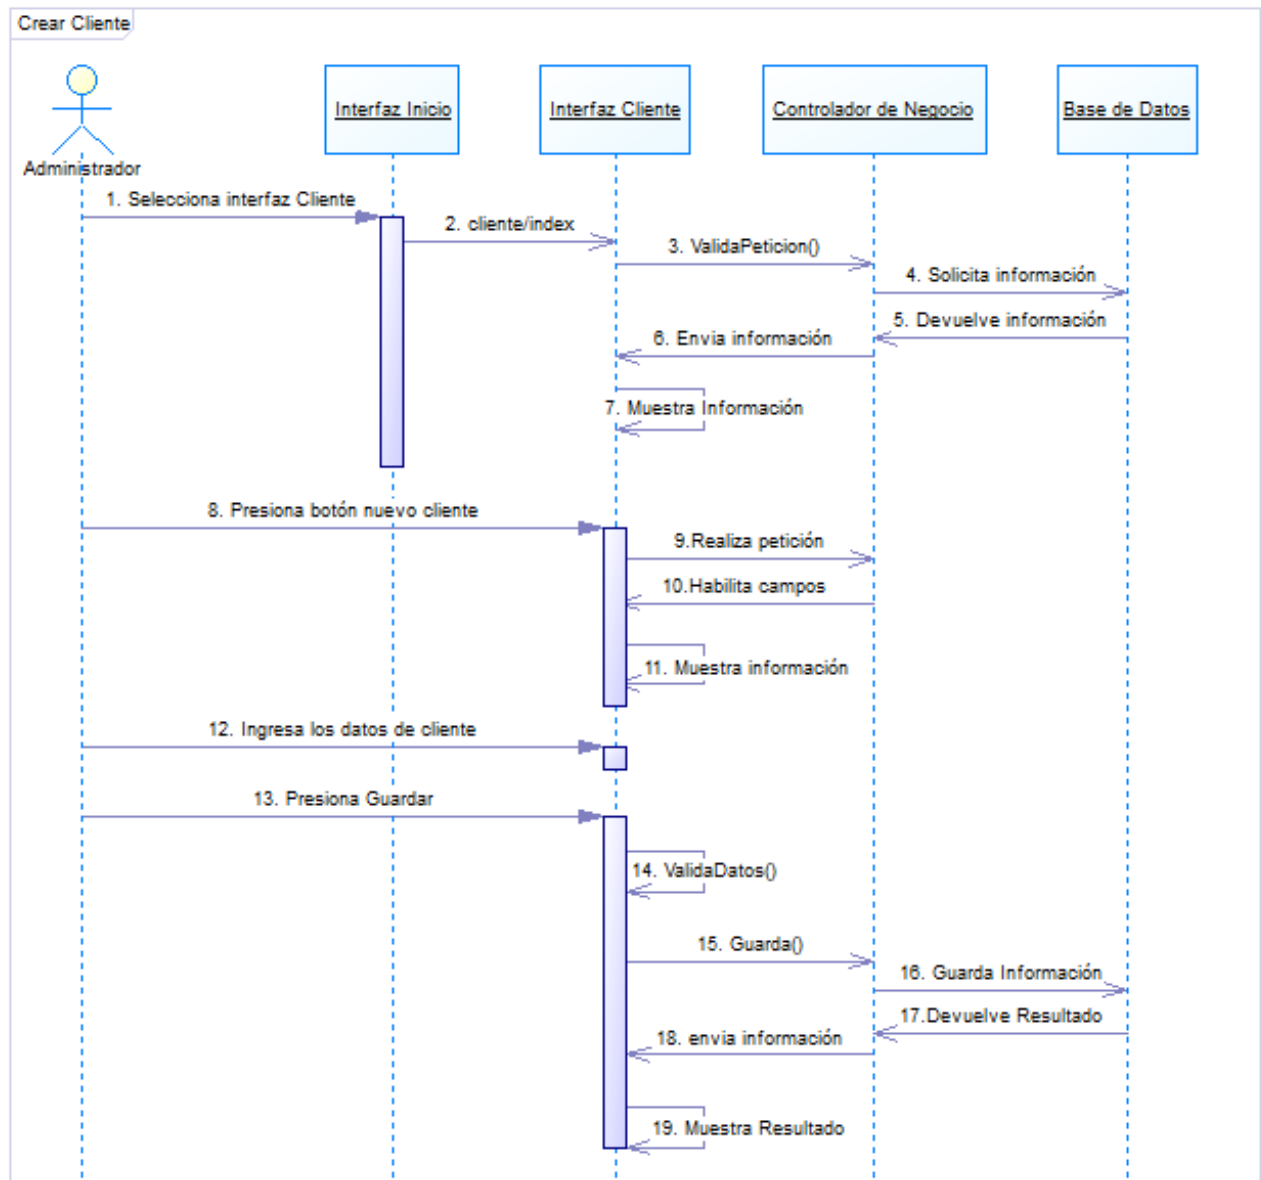 Crear Cliente
Interfaz Inicio
Interfaz Cliente
Controlador de Negocio
Base de Datos
Administrador
1. Selecciona interfaz Cliente
2. cliente/index
3. ValidaPeticion()
4. Solicita información
5. Devuelve información
6. Envia información
7. Muestra Información
8. Presiona botón nuevo cliente
9.Realiza petición
10.Habilita campos
11. Muestra información
12. Ingresa los datos de cliente
13. Presiona Guardar
14. ValidaDatos()
15. Guarda()
16. Guarda Información
17.Devuelve Resultado
18. envia información
19. Muestra Resultado